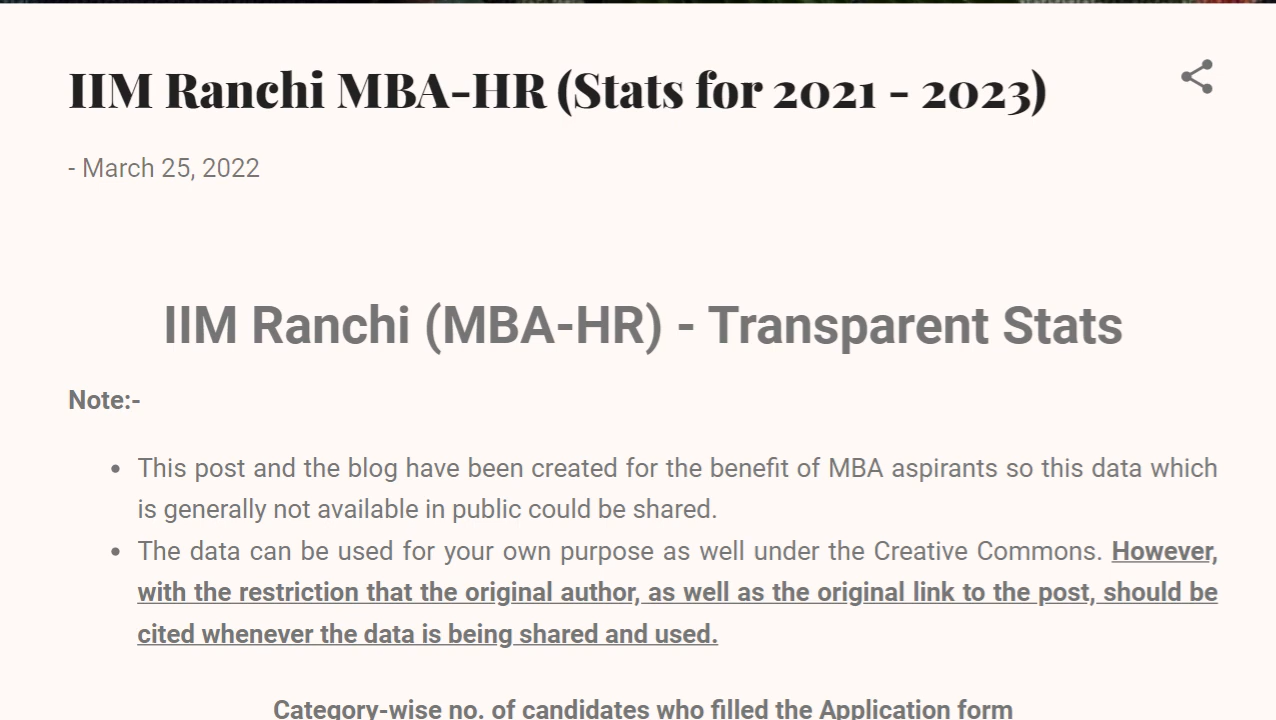 IIM Ranchi MBA-HR (Stats for 2021 - 2023)
- March 25, 2022
IIM Ranchi (MBA-HR) - Transparent Stats
Note:-
• This post and the blog have been created for the benefit of MBA aspirants so this data which
is generally not available in public could be shared.
• The data can be used for your own purpose as well under the Creative Commons. However,
with the restriction that the original author, as well as the original link to the post, should be
cited whenever the data is being shared and used.
Category-wise no. of candidates who filled the Application form